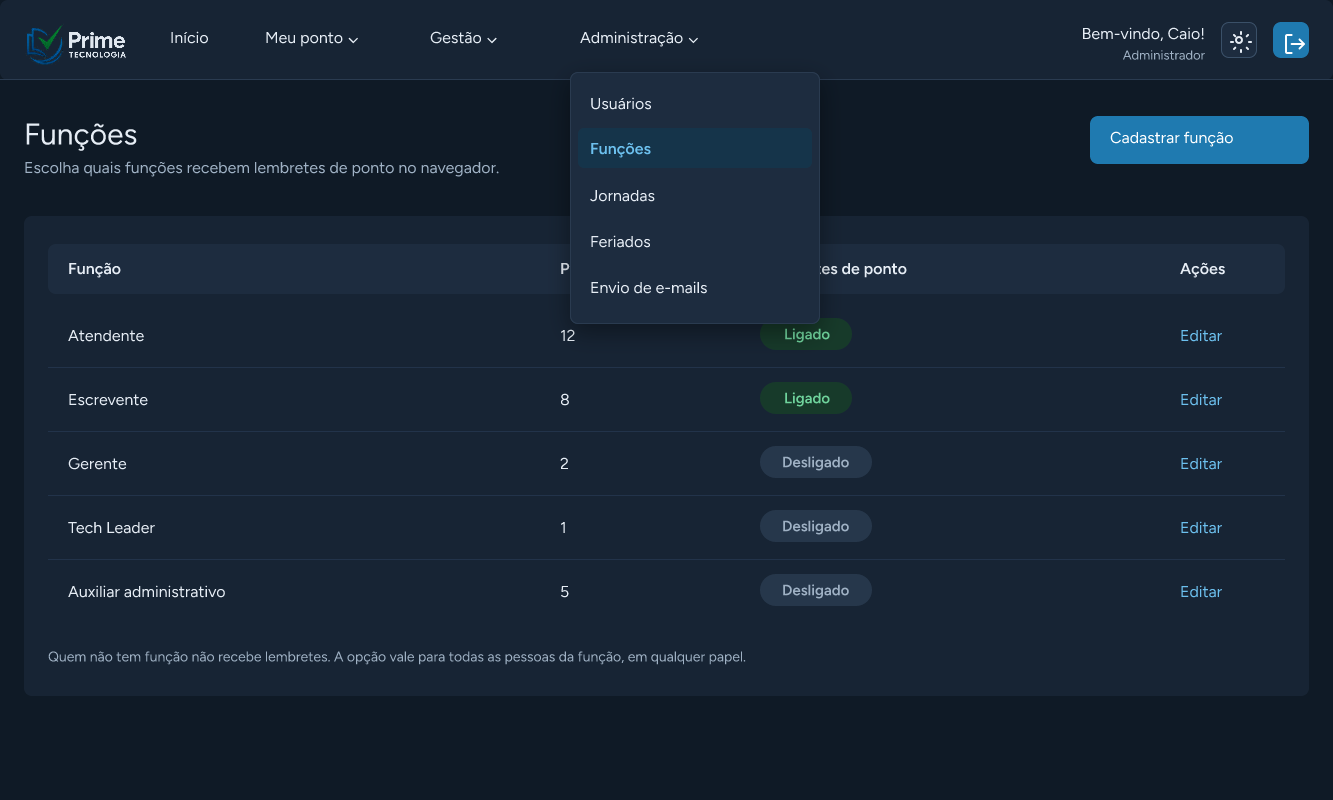 Prime
TECNOLOGIA
Início
Meu ponto
Gestão
Administração
Bem-vindo, Caio!
Administrador
Usuários
Funções
Jornadas
Feriados
Envio de e-mails
Funções
Escolha quais funções recebem lembretes de ponto no navegador.
Cadastrar função
Função
P
es de ponto
Ações
Atendente
12
Ligado
Editar
Escrevente
8
Ligado
Editar
Gerente
2
Desligado
Editar
Tech Leader
1
Desligado
Editar
Auxiliar administrativo
5
Desligado
Editar
Quem não tem função não recebe lembretes. A opção vale para todas as pessoas da função, em qualquer papel.